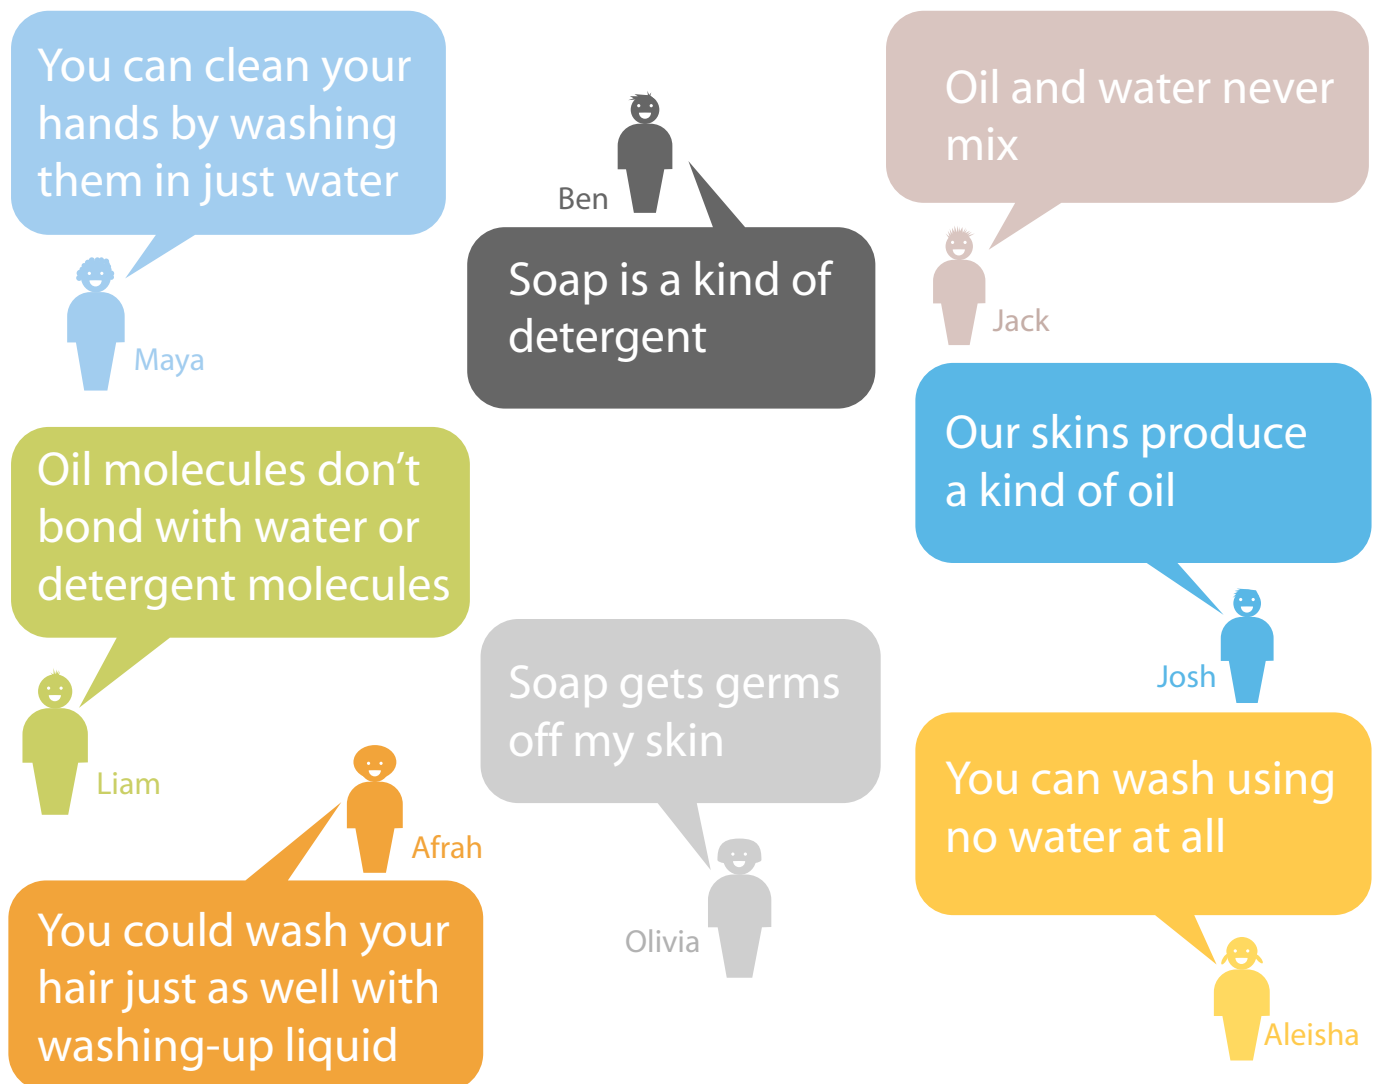 You can clean your
hands by washing
them in just water
Maya
Ben
Soap is a kind of
detergent
Oil and water never
mix
Jack
Oil molecules don't
bond with water or
detergent molecules
Liam
Our skins produce
a kind of oil
Josh
Soap gets germs
off my skin
Olivia
Afrah
You could wash your
hair just as well with
washing-up liquid
You can wash using
no water at all
Aleisha